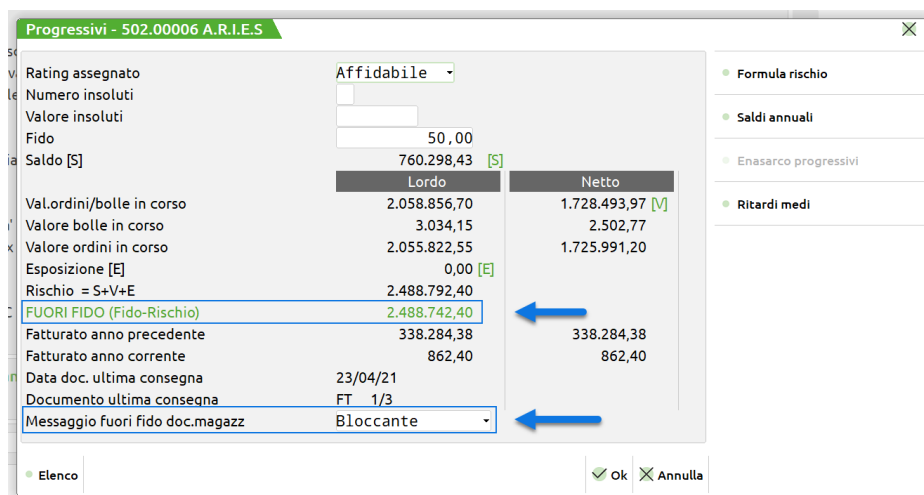 Progressivi - 502.00006 A.R.I.E.S
Rating assegnato Affidabile
Numero insoluti
Valore insoluti
Fido 50,00
Saldo [S] 760.298,43 [S]
Lordo Netto
Val.ordini/bolle in corso 2.058.856,70 1.728.493,97 [V]
Valore bolle in corso 3.034,15 2.502,77
Valore ordini in corso 2.055.822,55 1.725.991,20
Esposizione [E] 0,00 [E]
Rischio = S+V+E 2.488.792,40
FUORI FIDO (Fido-Rischio) 2.488.742,40
Fatturato anno precedente 338.284,38 338.284,38
Fatturato anno corrente 862,40 862,40
Data doc. ultima consegna 23/04/21
Documento ultima consegna FT 1/3
Messaggio fuori fido doc.magazz Bloccante
Formula rischio
Saldi annuali
Enasarco progressivi
Ritardi medi
Elenco
Ok Annulla